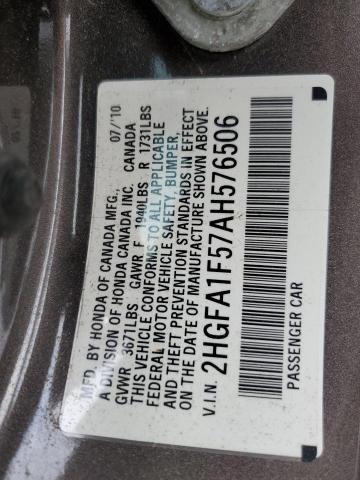 MFD. BY HONDA OF CANADA MFG., 07/'10
A DIVISION OF HONDA CANADA INC. CANADA
GVWR 3671LBS GAWR F 1940LBS R 1731LBS
THIS VEHICLE CONFORMS TO ALL APPLICABLE
FEDERAL MOTOR VEHICLE SAFETY, BUMPER,
AND THEFT PREVENTION STANDARDS IN EFFECT
ON THE DATE OF MANUFACTURE SHOWN ABOVE.
V.I.N. 2HGFA1F57AH576506
PASSENGER CAR